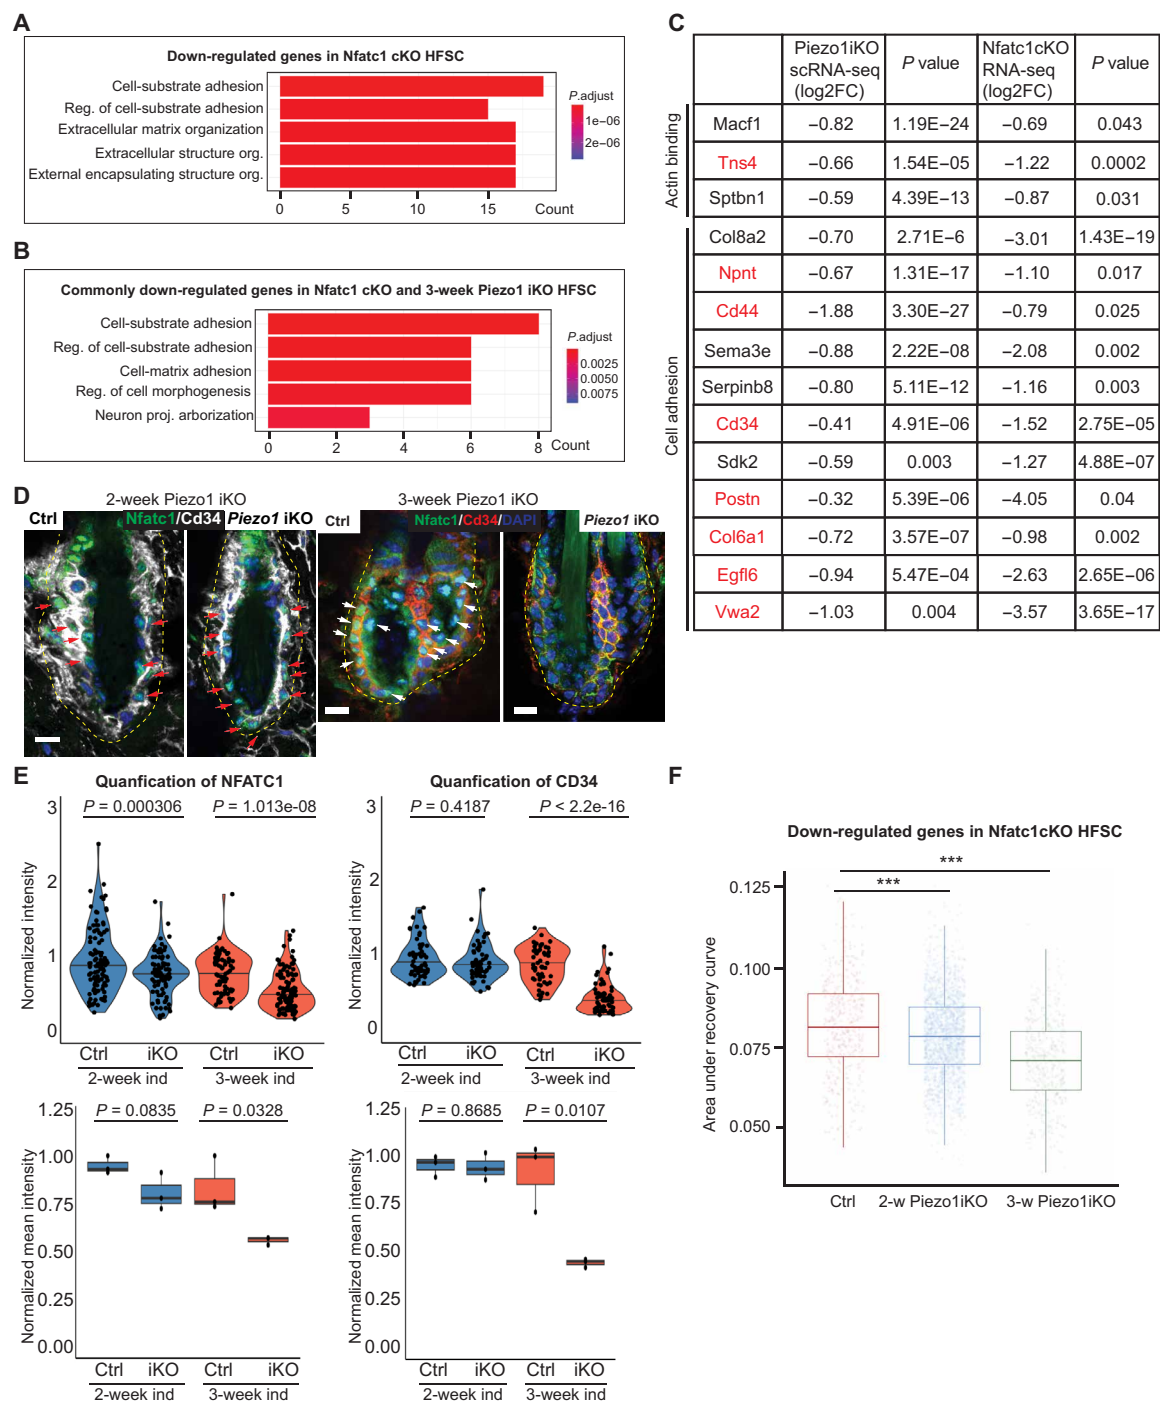 A
Down-regulated genes in Nfatc1 cKO HFSC
Cell-substrate adhesion
Reg. of cell-substrate adhesion
Extracellular matrix organization
Extracellular structure org.
External encapsulating structure org.
P.adjust
1e−06
2e−06
0 5 10 15 Count
B
Commonly down-regulated genes in Nfatc1 cKO and 3-week Piezo1 iKO HFSC
Cell-substrate adhesion
Reg. of cell-substrate adhesion
Cell-matrix adhesion
Reg. of cell morphogenesis
Neuron proj. arborization
P.adjust
0.0025
0.0050
0.0075
0 2 4 6 8 Count
C
Piezo1iKO scRNA-seq (log2FC) P value Nfatc1cKO RNA-seq (log2FC) P value
Actin binding
Macf1 −0.82 1.19E−24 −0.69 0.043
Tns4 −0.66 1.54E−05 −1.22 0.0002
Sptbn1 −0.59 4.39E−13 −0.87 0.031
Cell adhesion
Col8a2 −0.70 2.71E−6 −3.01 1.43E−19
Npnt −0.67 1.31E−17 −1.10 0.017
Cd44 −1.88 3.30E−27 −0.79 0.025
Sema3e −0.88 2.22E−08 −2.08 0.002
Serpinb8 −0.80 5.11E−12 −1.16 0.003
Cd34 −0.41 4.91E−06 −1.52 2.75E−05
Sdk2 −0.59 0.003 −1.27 4.88E−07
Postn −0.32 5.39E−06 −4.05 0.04
Col6a1 −0.72 3.57E−07 −0.98 0.002
Egfl6 −0.94 5.47E−04 −2.63 2.65E−06
Vwa2 −1.03 0.004 −3.57 3.65E−17
D
2-week Piezo1 iKO
Ctrl Nfatc1/Cd34 Piezo1 iKO
3-week Piezo1 iKO
Ctrl Nfatc1/Cd34/DAPI Piezo1 iKO
E
Quanfication of NFATC1
P = 0.000306 P = 1.013e-08
Normalized intensity
3
2
1
0
Ctrl iKO Ctrl iKO
2-week ind 3-week ind
Quanfication of CD34
P = 0.4187 P < 2.2e-16
Normalized intensity
3
2
1
0
Ctrl iKO Ctrl iKO
2-week ind 3-week ind
P = 0.0835 P = 0.0328
Normalized mean intensity
1.25
1.00
0.75
0.50
0.25
0.00
Ctrl iKO Ctrl iKO
2-week ind 3-week ind
P = 0.8685 P = 0.0107
Normalized mean intensity
1.25
1.00
0.75
0.50
0.25
0.00
Ctrl iKO Ctrl iKO
2-week ind 3-week ind
F
Down-regulated genes in Nfatc1cKO HFSC
***
***
Area under recovery curve
0.125
0.100
0.075
0.050
Ctrl 2-w Piezo1iKO 3-w Piezo1iKO